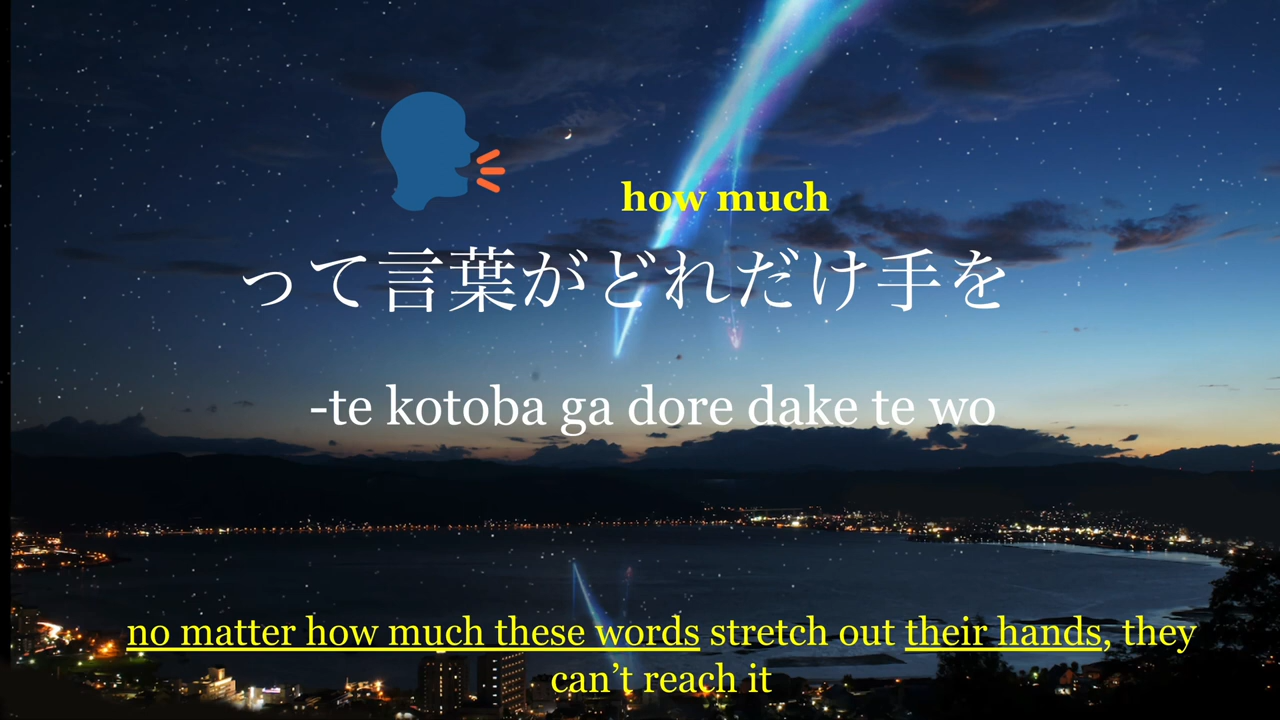 how much
って言葉がどれだけ手を
-te kotoba ga dore dake te wo
no matter how much these words stretch out their hands, they
can’t reach it